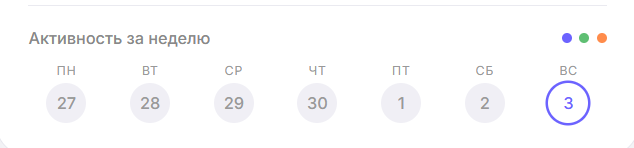 Активность за неделю
ПН ВТ СР ЧТ ПТ СБ ВС
27 28 29 30 1 2 3